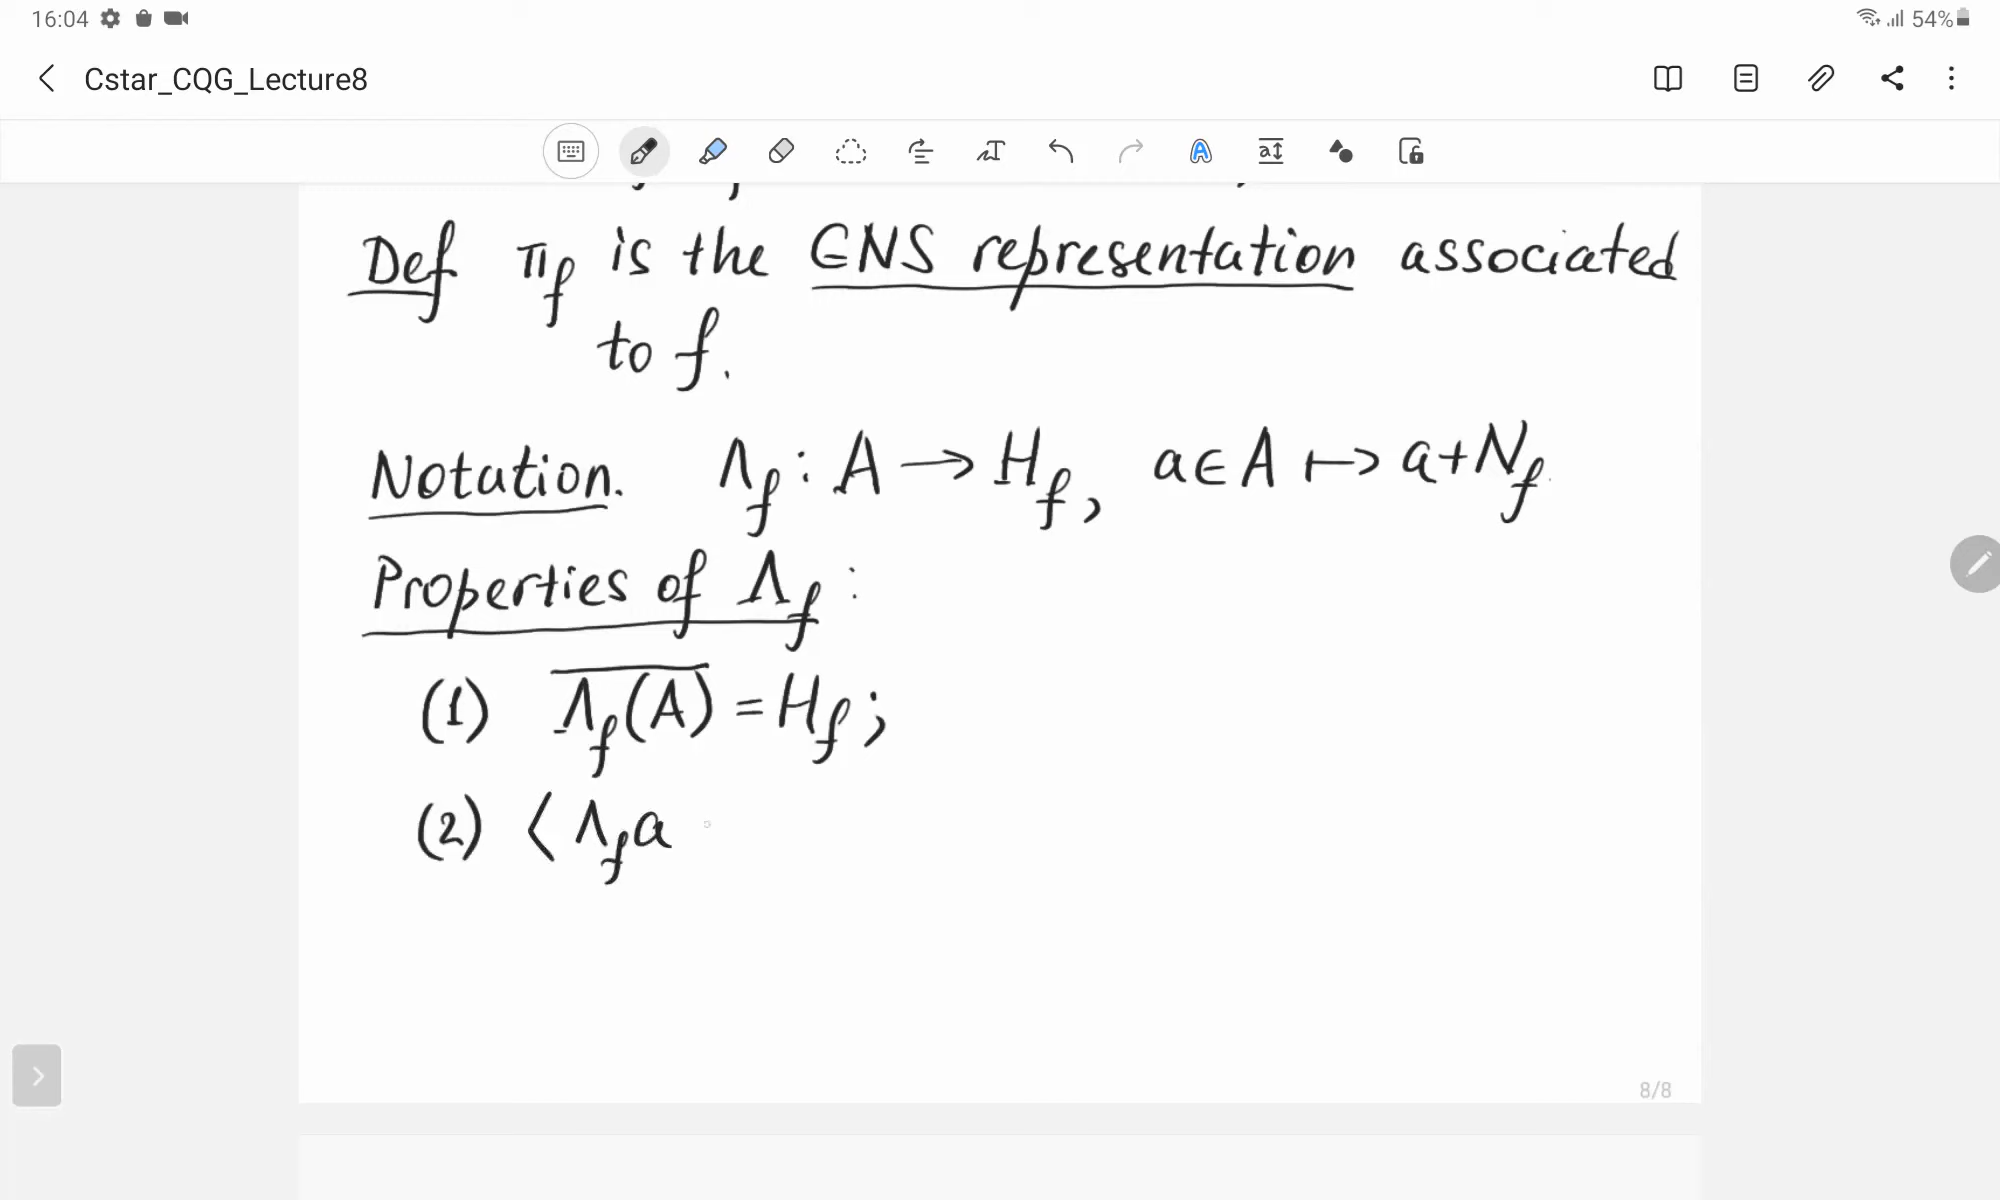 16:04 54%
Cstar_CQG_Lecture8
Def π_f is the GNS representation associated
to f.
Notation. Λ_f : A → H_f, a ∈ A ↦ a + N_f
Properties of Λ_f :
(1) \overline{Λ_f(A)} = H_f ;
(2) ⟨ Λ_f a
8/8